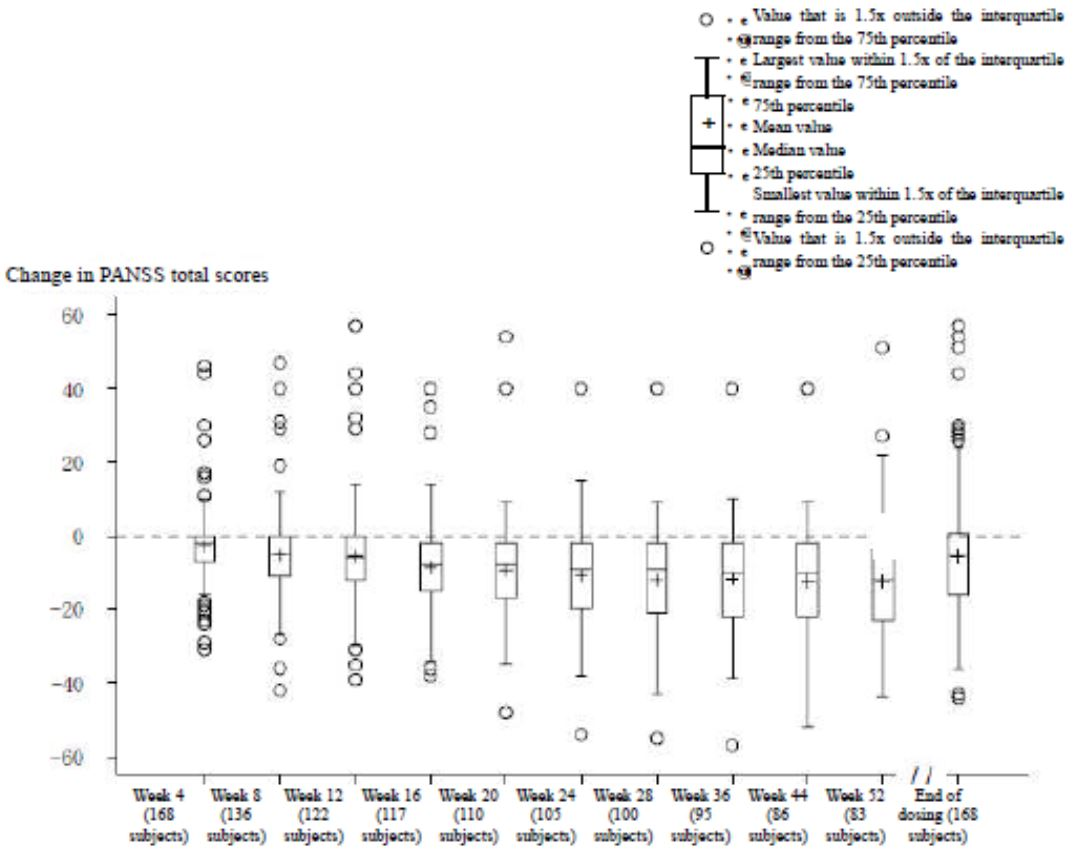 Value that is 1.5x outside the interquartile
range from the 75th percentile
Largest value within 1.5x of the interquartile
range from the 75th percentile
75th percentile
Mean value
Median value
25th percentile
Smallest value within 1.5x of the interquartile
range from the 25th percentile
Value that is 1.5x outside the interquartile
range from the 25th percentile
Change in PANSS total scores
60
40
20
0
-20
-40
-60
Week 4 Week 8 Week 12 Week 16 Week 20 Week 24 Week 28 Week 36 Week 44 Week 52 End of
(168 (136 (122 (117 (110 (105 (100 (95 (86 (83 dosing (168
subjects) subjects) subjects) subjects) subjects) subjects) subjects) subjects) subjects) subjects) subjects)